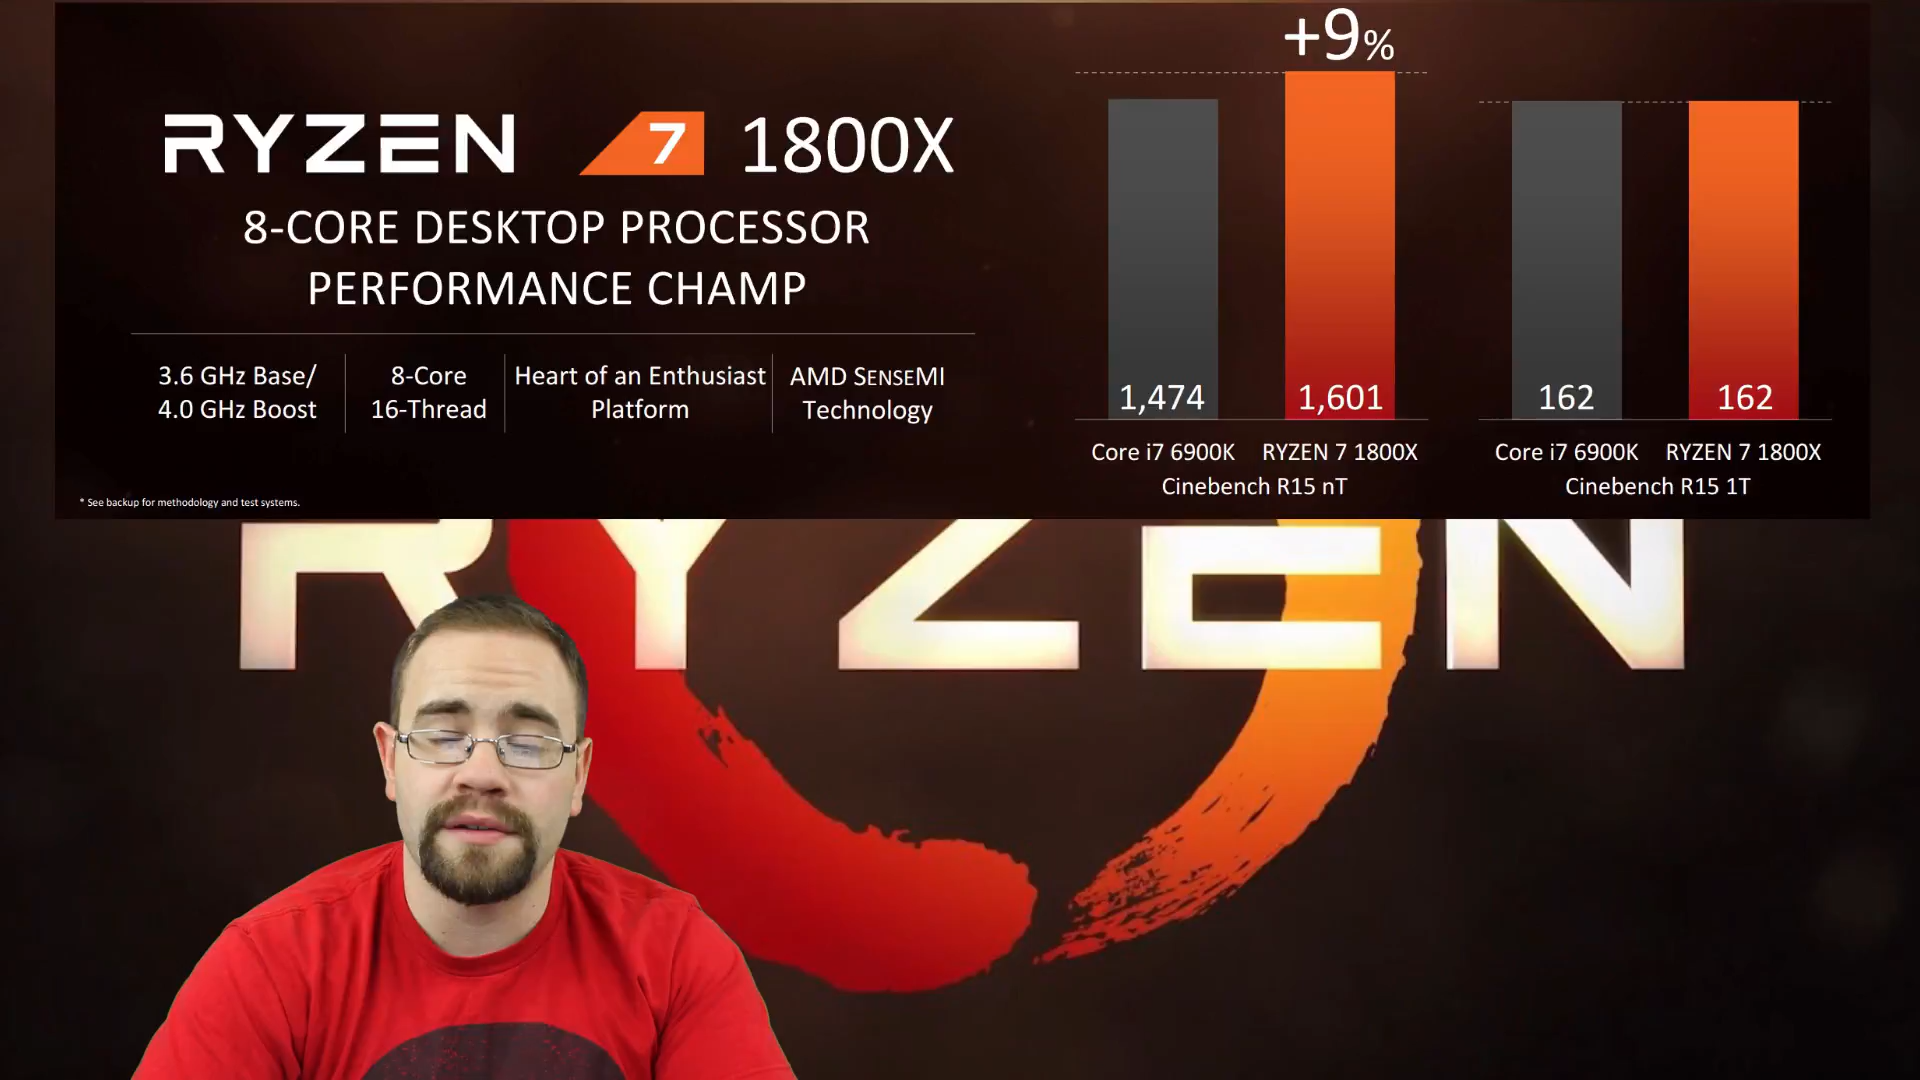 RYZEN 7 1800X
8-CORE DESKTOP PROCESSOR
PERFORMANCE CHAMP
3.6 GHz Base/
4.0 GHz Boost
8-Core
16-Thread
Heart of an Enthusiast
Platform
AMD SENSEMI
Technology
* See backup for methodology and test systems.
+9%
1,474
1,601
Core i7 6900K
RYZEN 7 1800X
Cinebench R15 nT
162
162
Core i7 6900K
RYZEN 7 1800X
Cinebench R15 1T
RYZEN